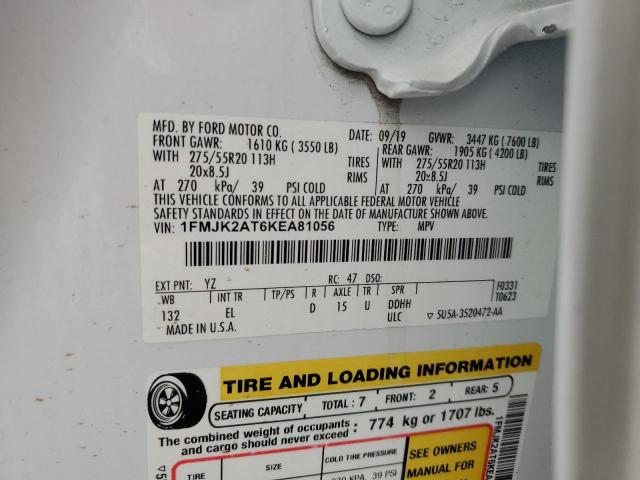 MFD. BY FORD MOTOR CO. DATE: 09/19 GVWR: 3447 KG ( 7600 LB)
FRONT GAWR: 1610 KG ( 3550 LB) REAR GAWR: 1905 KG ( 4200 LB)
WITH 275/55R20 113H TIRES 275/55R20 113H TIRES
20x8.5J RIMS 20x8.5J RIMS
AT 270 kPa/ 39 PSI COLD AT 270 kPa/ 39 PSI COLD
THIS VEHICLE CONFORMS TO ALL APPLICABLE FEDERAL MOTOR VEHICLE
SAFETY STANDARDS IN EFFECT ON THE DATE OF MANUFACTURE SHOWN ABOVE.
VIN: 1FMJK2AT6KEA81056 TYPE: MPV
EXT PNT: YZ RC: 47 DSO: F0331
WB INT TR TP/PS R AXLE TR SPR T0623
132 EL D 15 U DDHH
MADE IN U.S.A. ULC ▽ 5U5A-3520472-AA
TIRE AND LOADING INFORMATION
SEATING CAPACITY TOTAL : 7 FRONT: 2 REAR: 5
The combined weight of occupants and cargo should never exceed : 774 kg or 1707 lbs.
TIRE SIZE COLD TIRE PRESSURE SEE OWNERS
39 PSI MANUAL FOR
1FMJK2AT6KEA